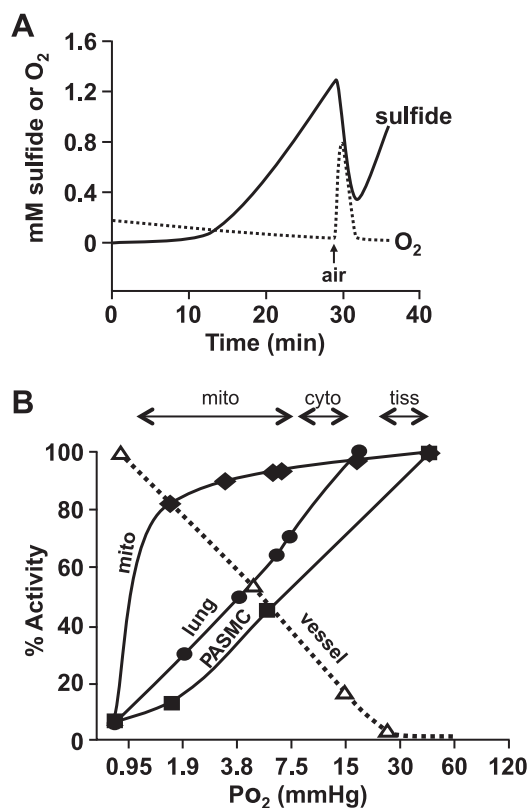 A
1.6
1.2
0.8
0.4
0
mM sulfide or O₂
sulfide
O₂
air
0 10 20 30 40
Time (min)
B
mito cyto tiss
100
80
60
40
20
0
% Activity
mito
lung
PASMC
vessel
0.95 1.9 3.8 7.5 15 30 60 120
Po₂ (mmHg)